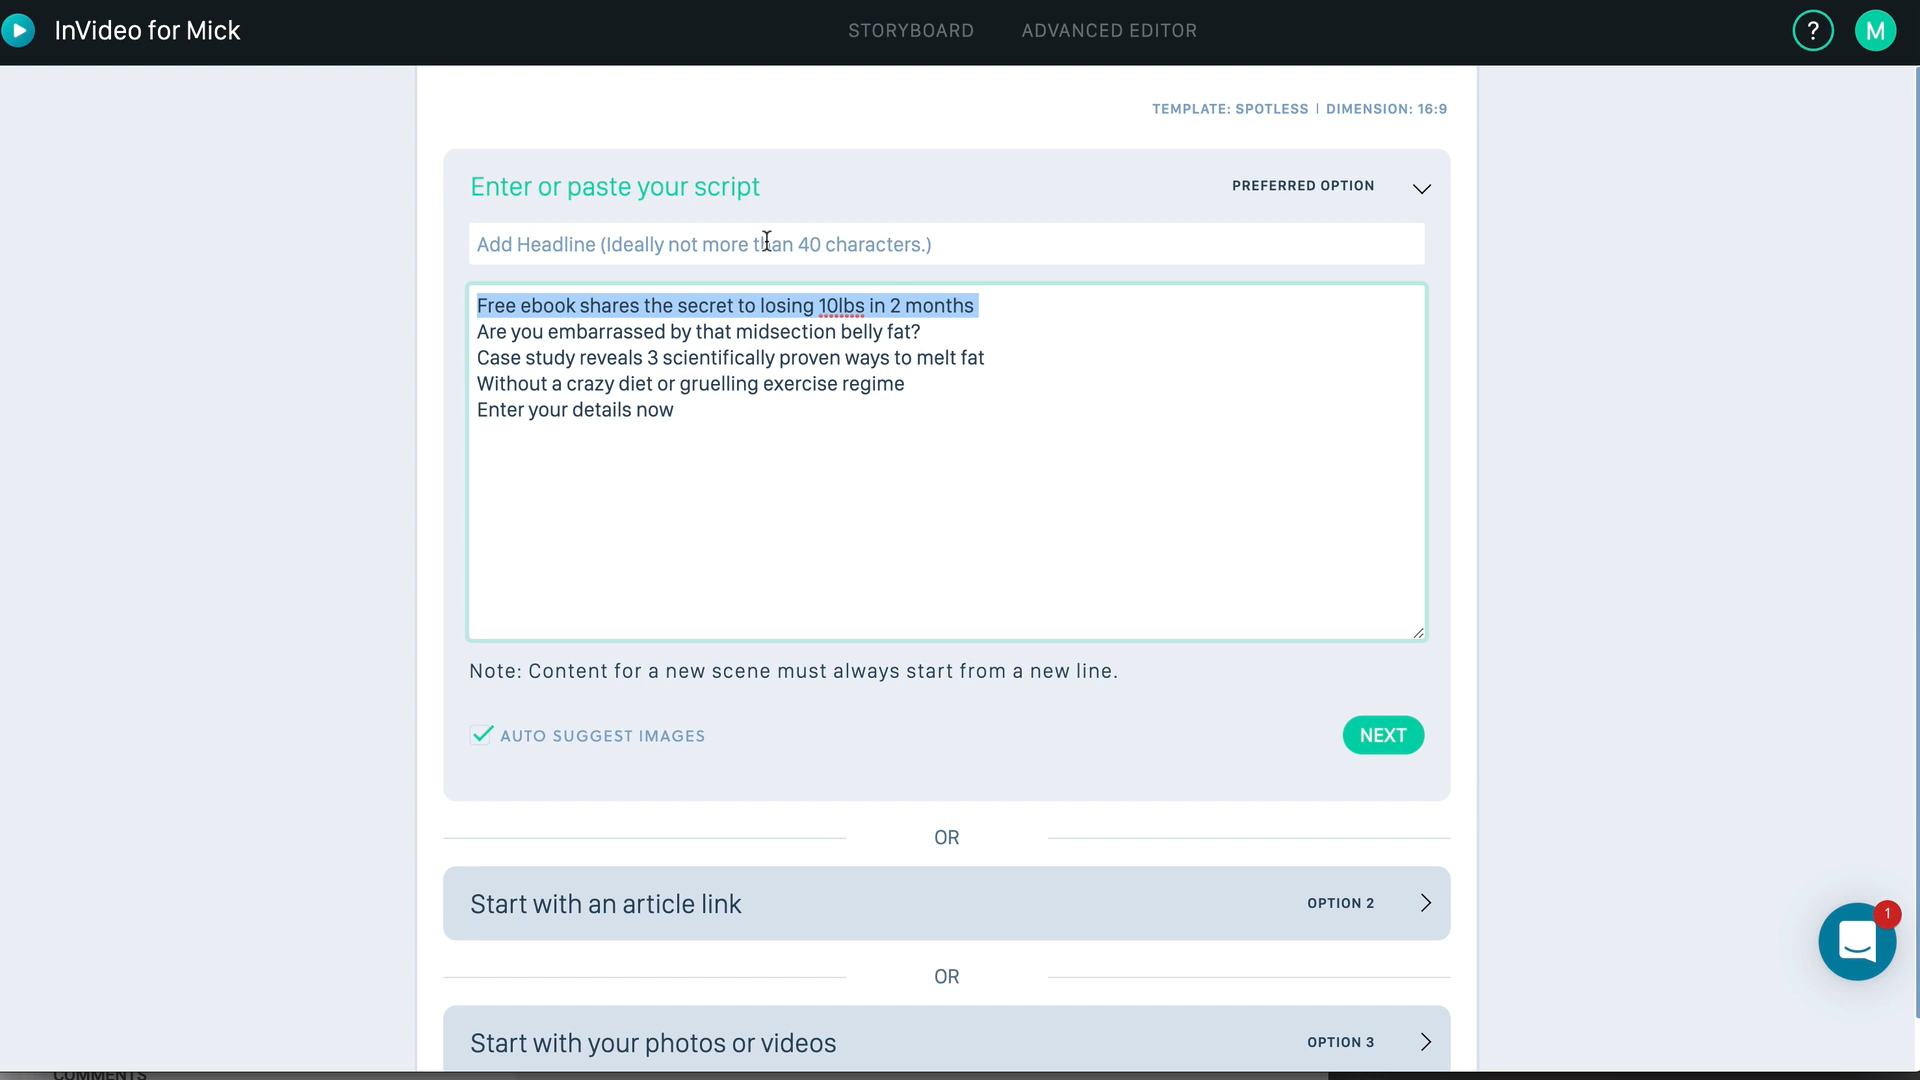 InVideo for Mick
STORYBOARD
ADVANCED EDITOR
?
M
TEMPLATE: SPOTLESS | DIMENSION: 16:9
Enter or paste your script
PREFERRED OPTION
Add Headline (Ideally not more than 40 characters.)
Free ebook shares the secret to losing 10lbs in 2 months
Are you embarrassed by that midsection belly fat?
Case study reveals 3 scientifically proven ways to melt fat
Without a crazy diet or gruelling exercise regime
Enter your details now
Note: Content for a new scene must always start from a new line.
AUTO SUGGEST IMAGES
NEXT
OR
Start with an article link
OPTION 2
1
OR
Start with your photos or videos
OPTION 3
COMMENTS